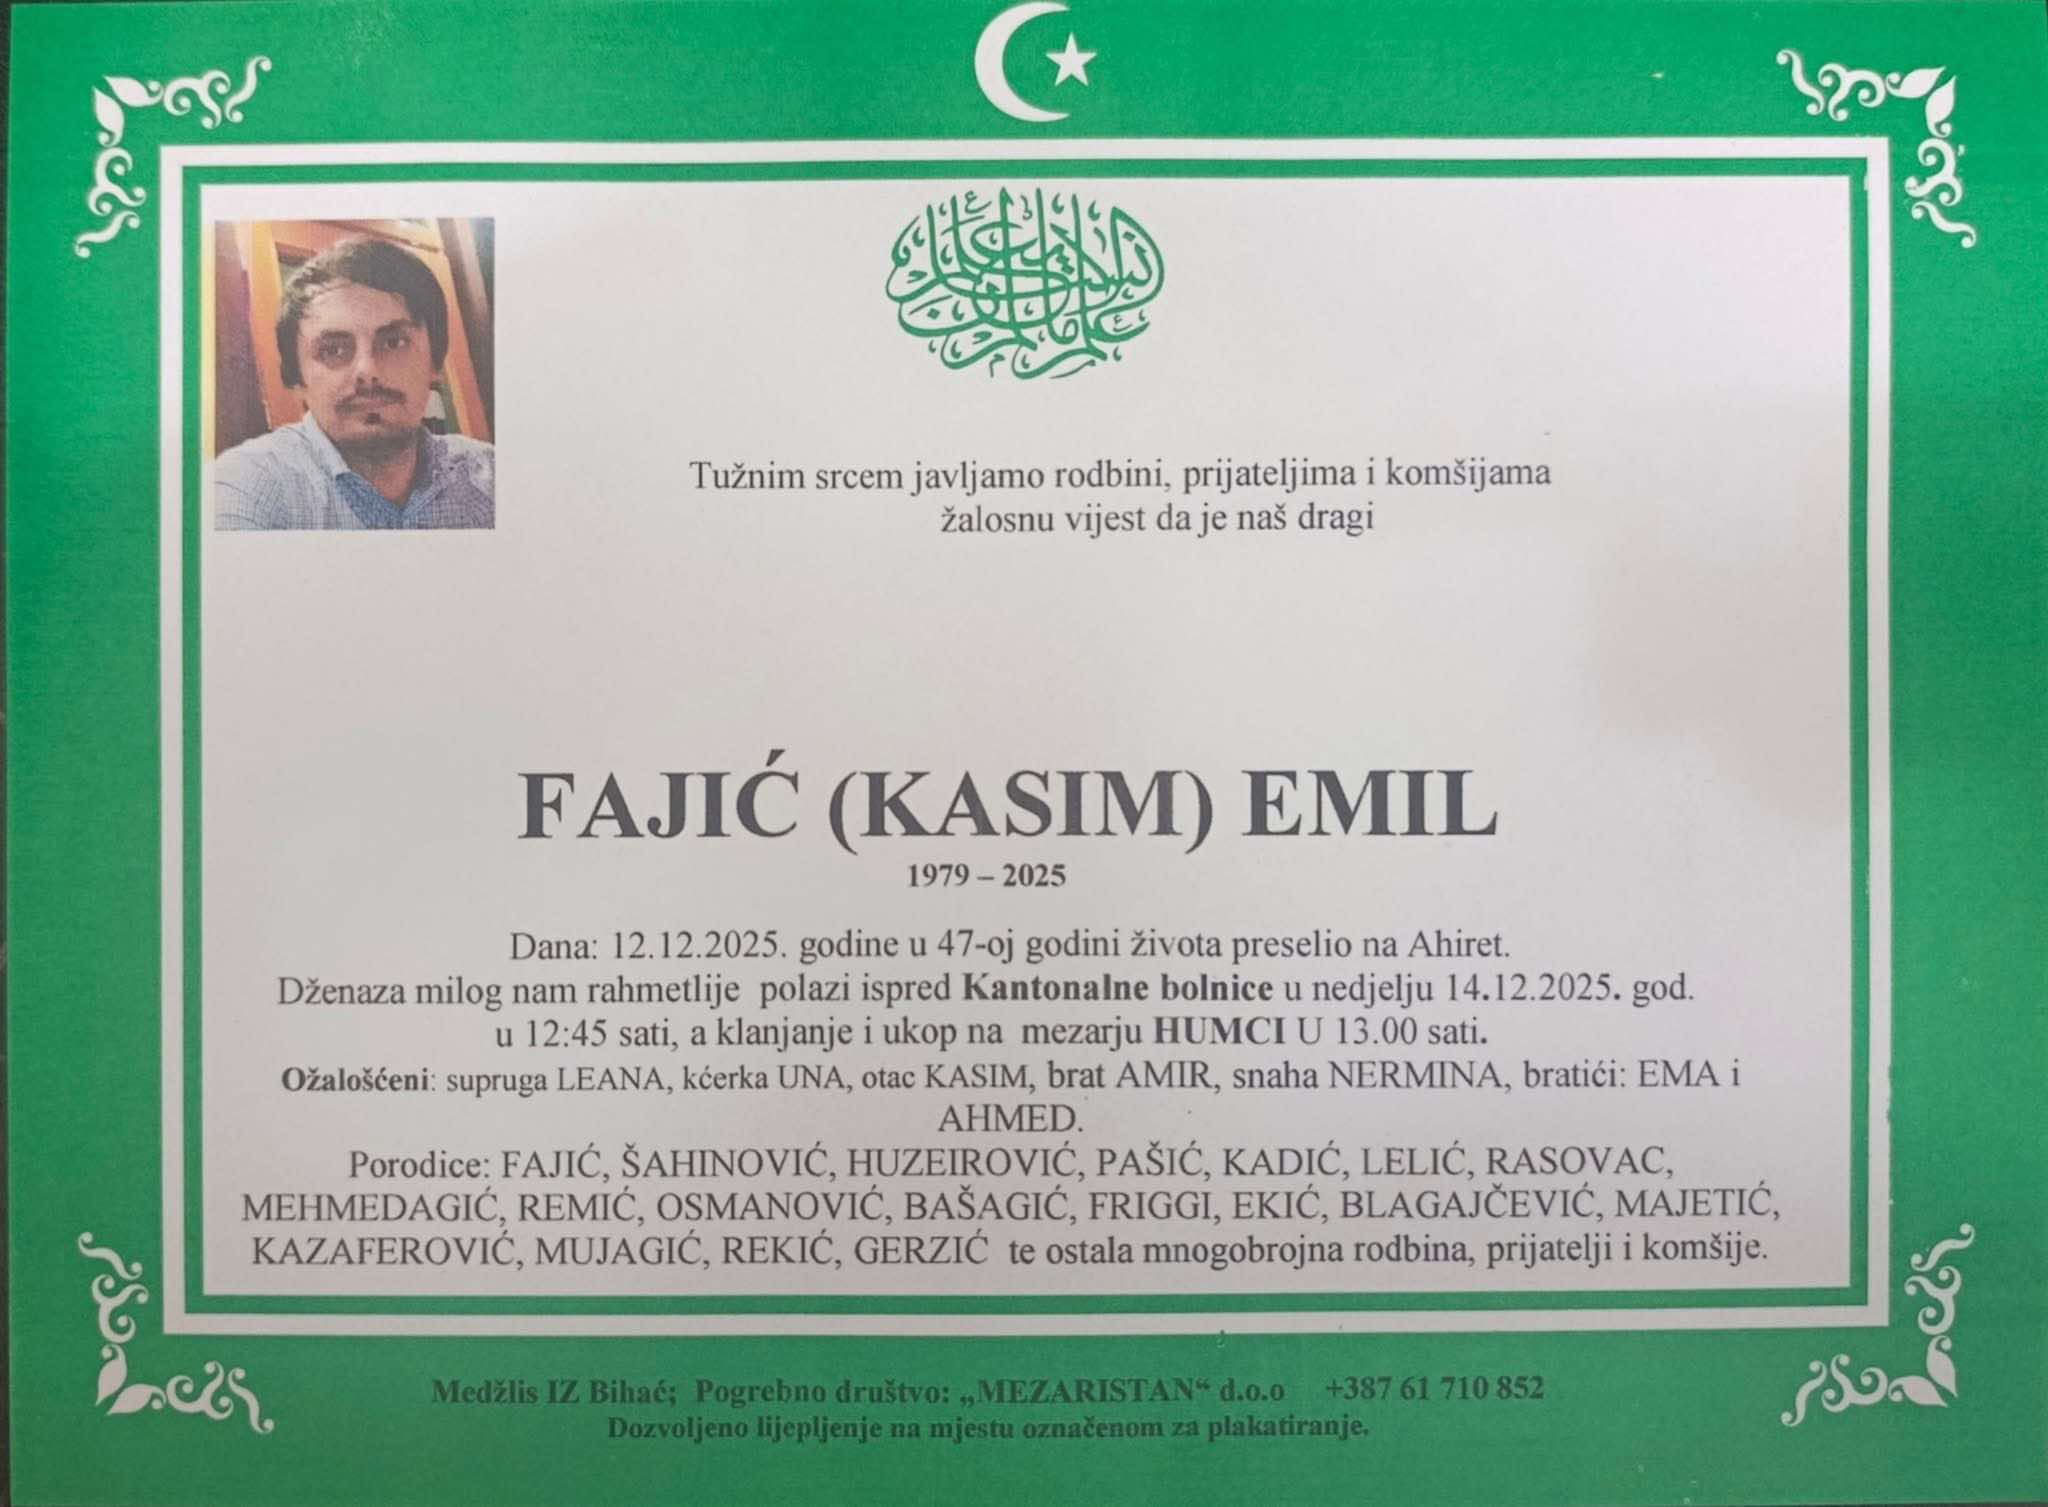 Tužnim srcem javljamo rodbini, prijateljima i komšijama
žalosnu vijest da je naš dragi
FAJIĆ (KASIM) EMIL
1979 – 2025
Dana: 12.12.2025. godine u 47-oj godini života preselio na Ahiret.
Dženaza milog nam rahmetlije polazi ispred Kantonalne bolnice u nedjelju 14.12.2025. god.
u 12:45 sati, a klanjanje i ukop na mezarju HUMCI U 13.00 sati.
Ožalošćeni: supruga LEANA, kćerka UNA, otac KASIM, brat AMIR, snaha NERMINA, bratići: EMA i
AHMED.
Porodice: FAJIĆ, ŠAHINOVIĆ, HUZEIROVIĆ, PAŠIĆ, KADIĆ, LELIĆ, RASOVAC,
MEHMEDAGIĆ, REMIĆ, OSMANOVIĆ, BAŠAGIĆ, FRIGGI, EKIĆ, BLAGAJČEVIĆ, MAJETIĆ,
KAZAFEROVIĆ, MUJAGIĆ, REKIĆ, GERZIĆ te ostala mnogobrojna rodbina, prijatelji i komšije.
Medžlis IZ Bihać; Pogrebno društvo: „MEZARISTAN“ d.o.o +387 61 710 852
Dozvoljeno lijepljenje na mjestu označenom za plakatiranje.